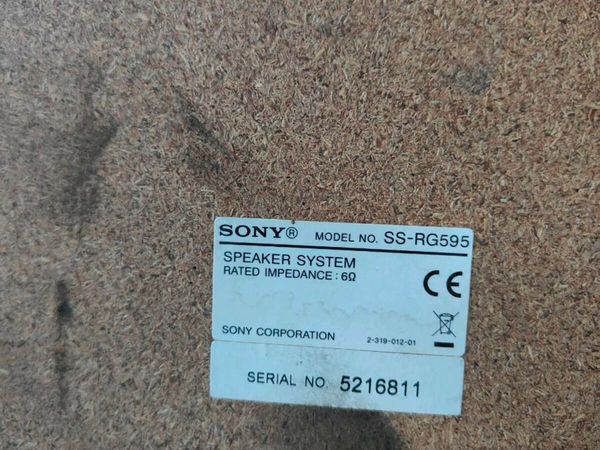 SONY® MODEL NO. SS-RG595
SPEAKER SYSTEM
RATED IMPEDANCE : 6Ω
CE
SONY CORPORATION 2-319-012-01
SERIAL NO. 5216811